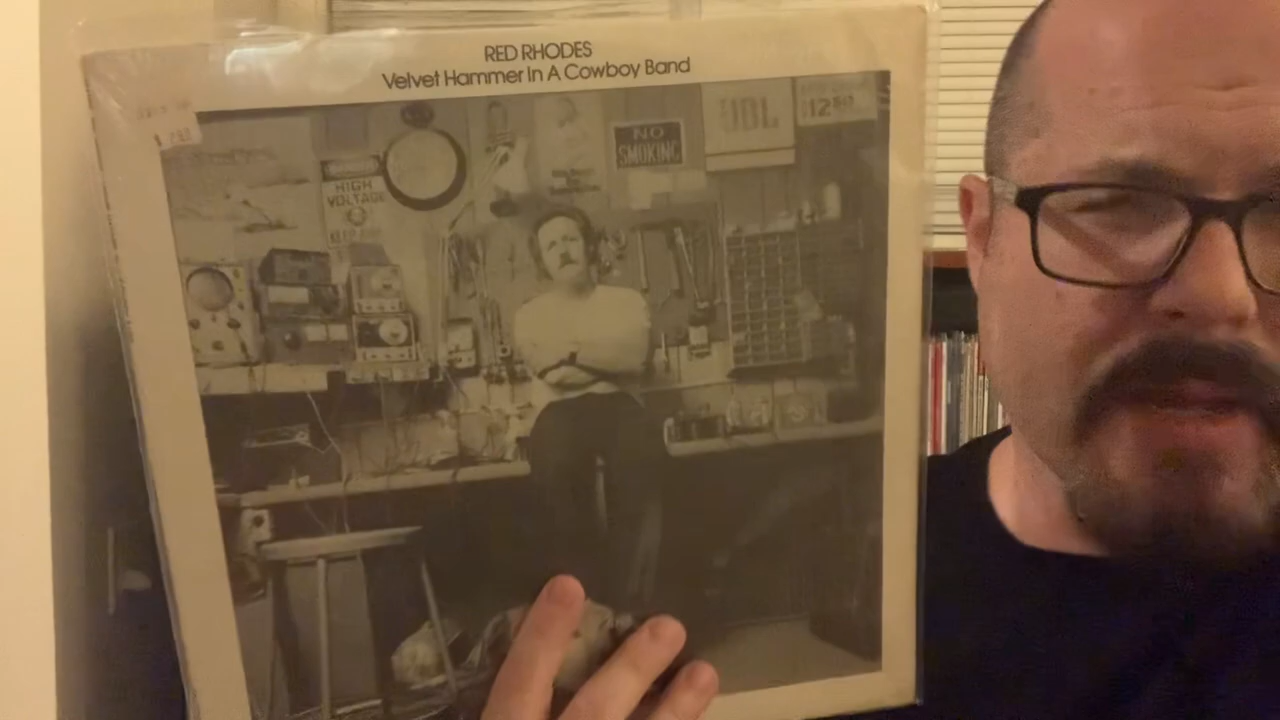 RED RHODES
Velvet Hammer In A Cowboy Band
NO
SMOKING
JBL
HIGH
VOLTAGE